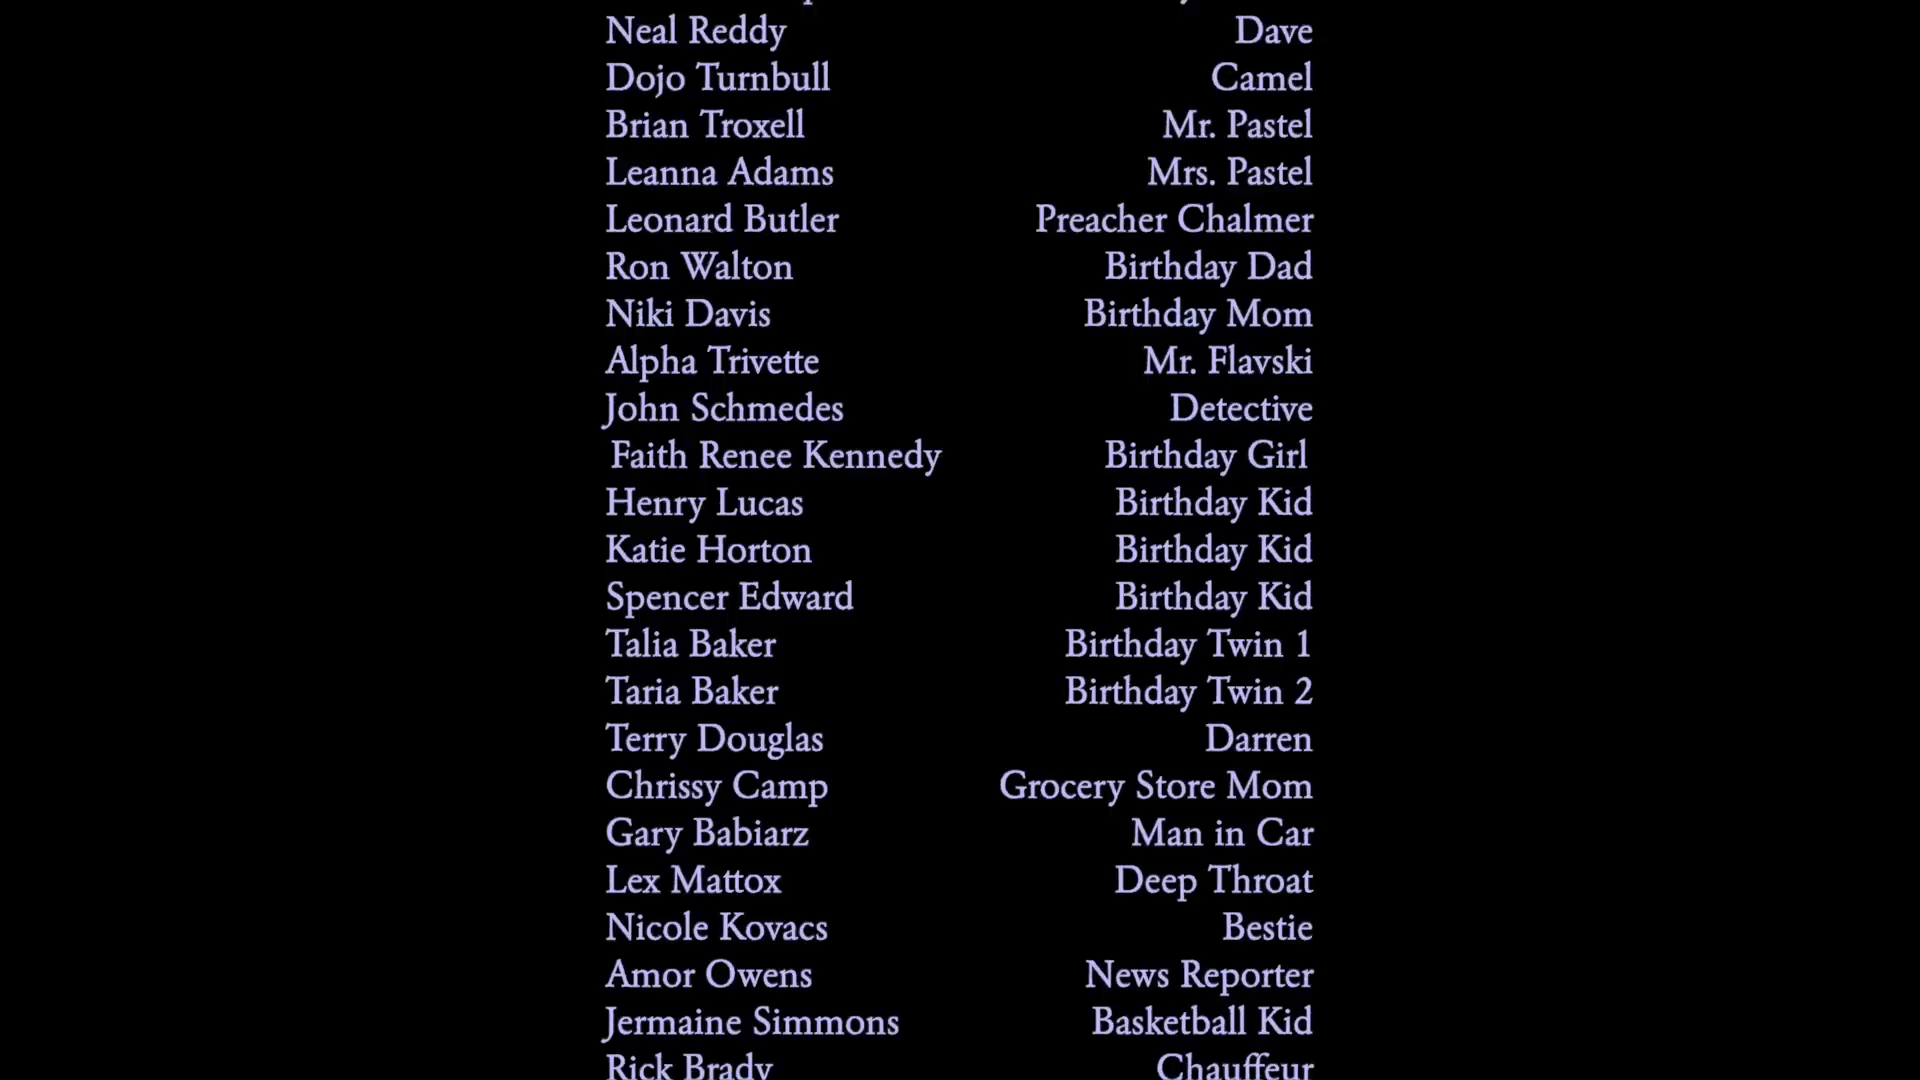 Neal Reddy Dave
Dojo Turnbull Camel
Brian Troxell Mr. Pastel
Leanna Adams Mrs. Pastel
Leonard Butler Preacher Chalmer
Ron Walton Birthday Dad
Niki Davis Birthday Mom
Alpha Trivette Mr. Flavski
John Schmedes Detective
Faith Renee Kennedy Birthday Girl
Henry Lucas Birthday Kid
Katie Horton Birthday Kid
Spencer Edward Birthday Kid
Talia Baker Birthday Twin 1
Taria Baker Birthday Twin 2
Terry Douglas Darren
Chrissy Camp Grocery Store Mom
Gary Babiarz Man in Car
Lex Mattox Deep Throat
Nicole Kovacs Bestie
Amor Owens News Reporter
Jermaine Simmons Basketball Kid
Rick Brady Chauffeur